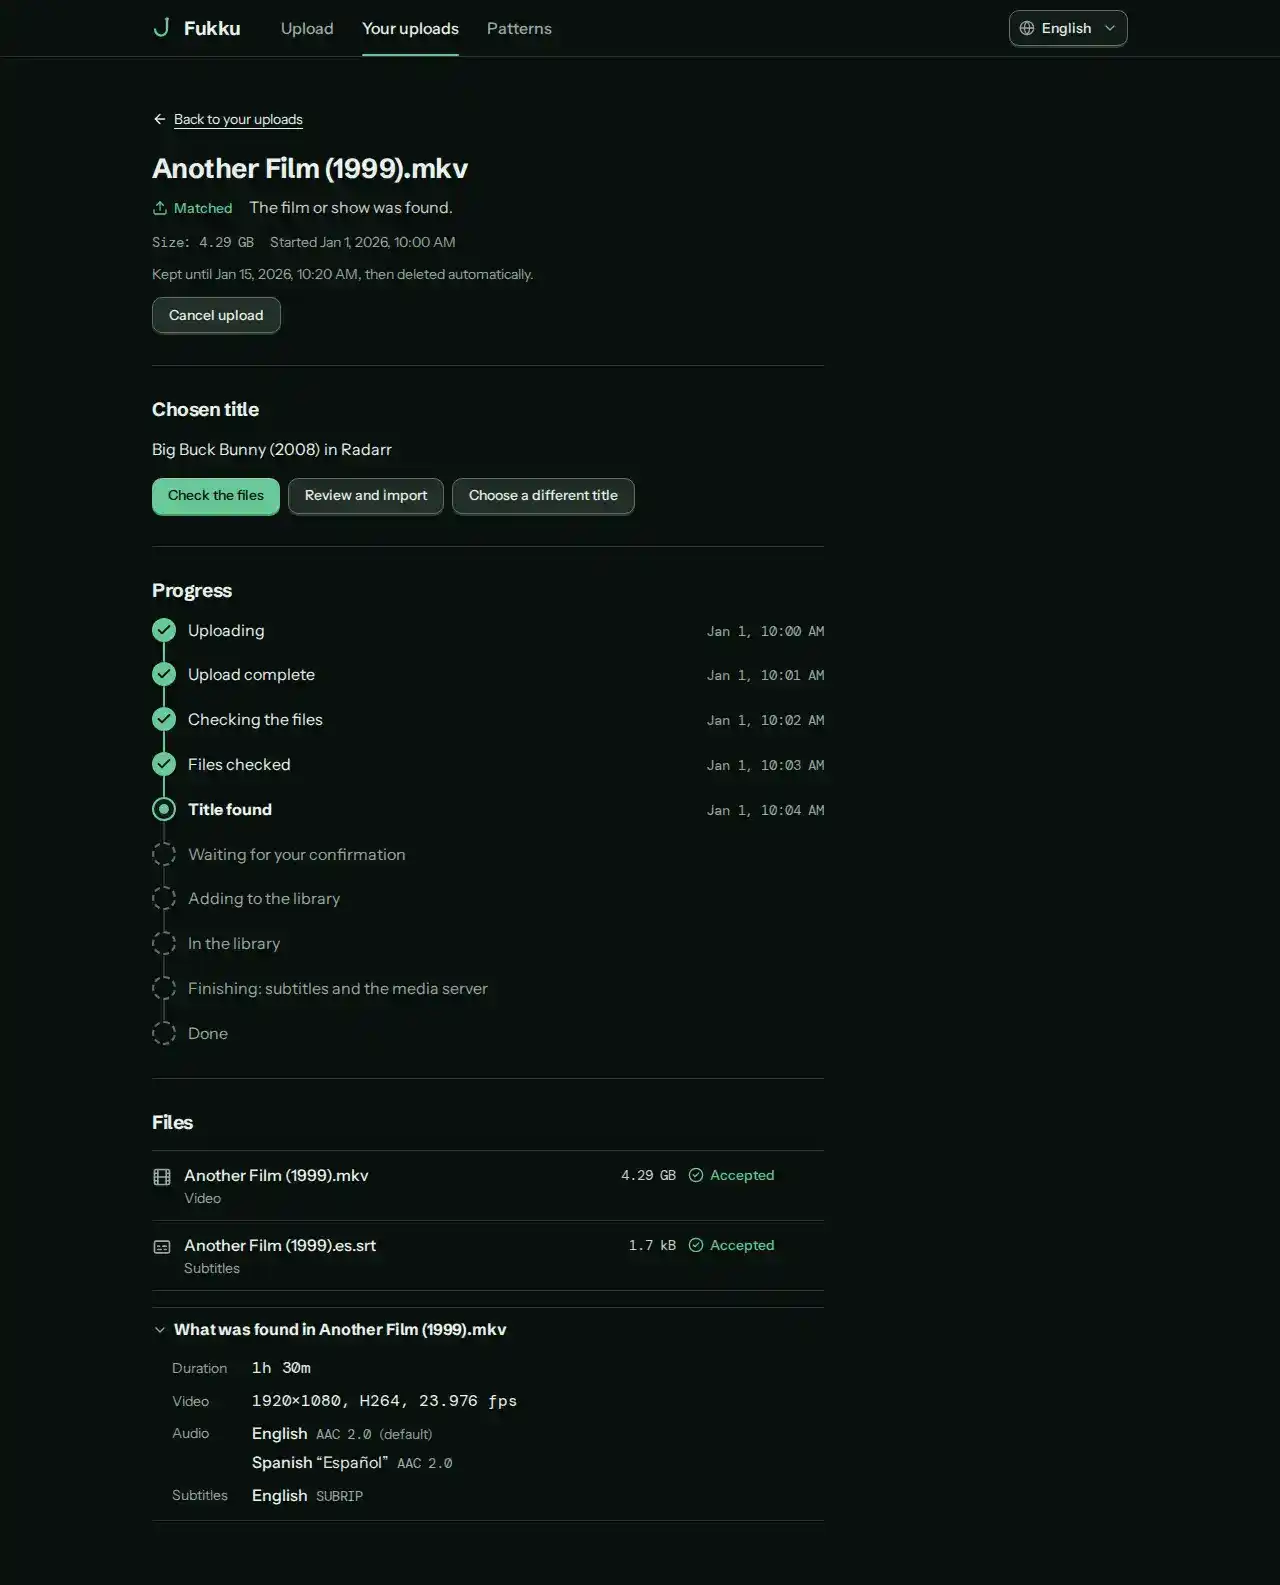 Fukku
Upload
Your uploads
Patterns
English
Back to your uploads
Another Film (1999).mkv
Matched The film or show was found.
Size: 4.29 GB Started Jan 1, 2026, 10:00 AM
Kept until Jan 15, 2026, 10:20 AM, then deleted automatically.
Cancel upload
Chosen title
Big Buck Bunny (2008) in Radarr
Check the files
Review and import
Choose a different title
Progress
Uploading Jan 1, 10:00 AM
Upload complete Jan 1, 10:01 AM
Checking the files Jan 1, 10:02 AM
Files checked Jan 1, 10:03 AM
Title found Jan 1, 10:04 AM
Waiting for your confirmation
Adding to the library
In the library
Finishing: subtitles and the media server
Done
Files
Another Film (1999).mkv 4.29 GB Accepted
Video
Another Film (1999).es.srt 1.7 kB Accepted
Subtitles
What was found in Another Film (1999).mkv
Duration 1h 30m
Video 1920×1080, H264, 23.976 fps
Audio English AAC 2.0 (default)
Spanish “Español” AAC 2.0
Subtitles English SUBRIP